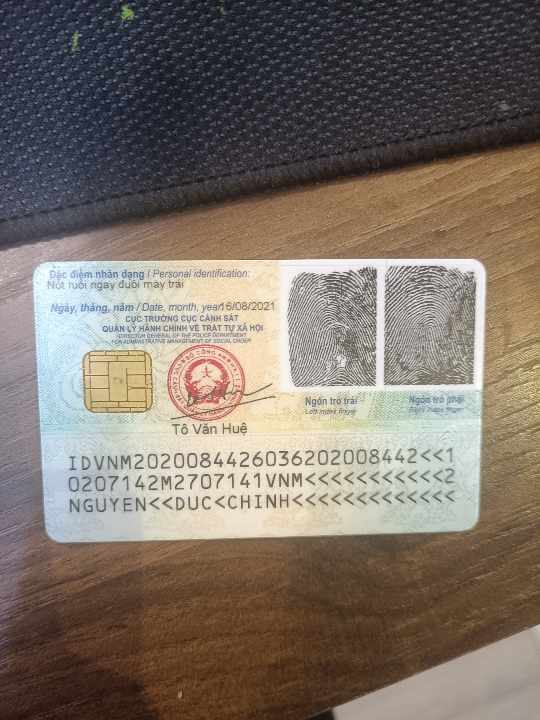 Đặc điểm nhân dạng / Personal identification:
Nốt ruồi ngay đuôi mày trái
Ngày, tháng, năm / Date, month, year 16/08/2021
CỤC TRƯỞNG CỤC CẢNH SÁT
QUẢN LÝ HÀNH CHÍNH VỀ TRẬT TỰ XÃ HỘI
DIRECTOR GENERAL OF THE POLICE DEPARTMENT
FOR ADMINISTRATIVE MANAGEMENT OF SOCIAL ORDER
Tô Văn Huệ
Ngón trỏ trái
Left index finger
Ngón trỏ phải
Right index finger
IDVNM2020084426036202008442<<1
0207142M2707141VNM<<<<<<<<<<<2
NGUYEN<<DUC<CHINH<<<<<<<<<<<<<